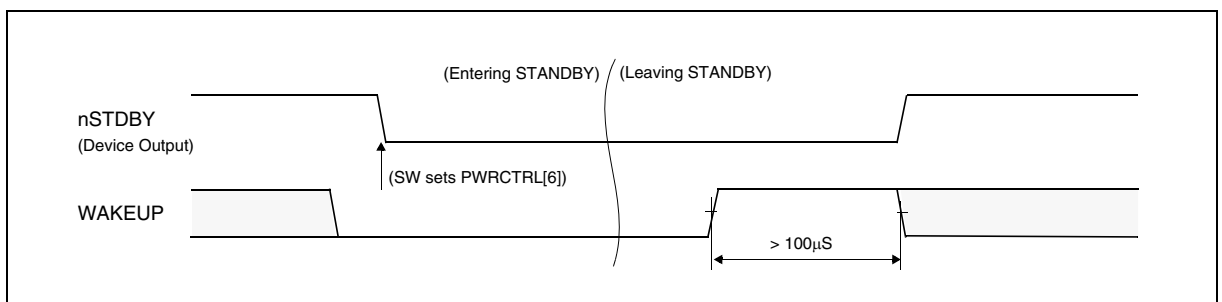 (Entering STANDBY) (Leaving STANDBY)
nSTDBY
(Device Output)
(SW sets PWRCTRL[6])
WAKEUP
> 100µS